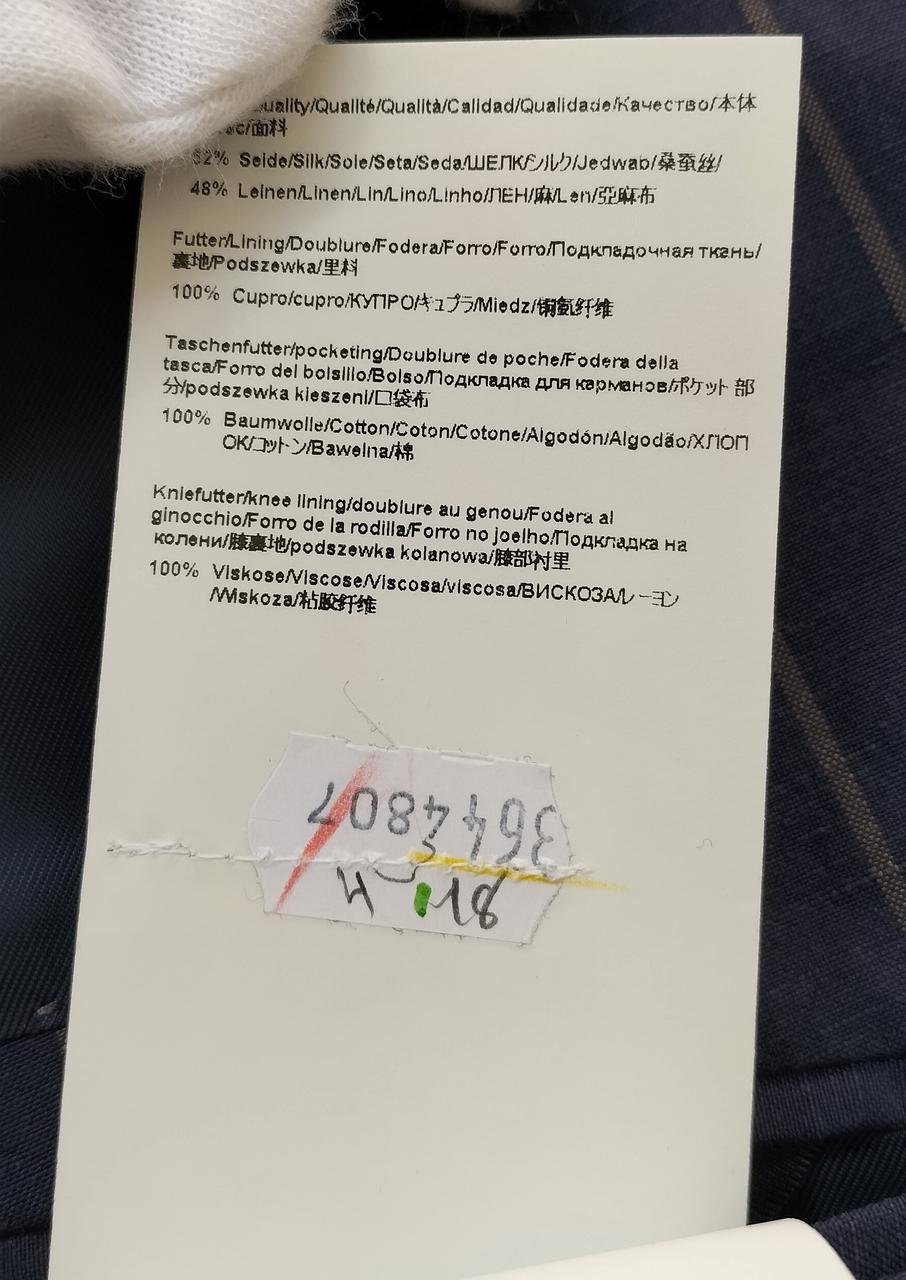 uality/Qualité/Qualità/Calidad/Qualidade/Качество/本体
/面料
52% Seide/Silk/Soie/Seta/Seda/ШЕЛК/シルク/Jedwab/桑蚕丝/
48% Leinen/Linen/Lin/Lino/Linho/ЛЕН/麻/Len/亞麻布
Futter/Lining/Doublure/Fodera/Forro/Forro/Подкладочная ткань/
裏地/Podszewka/里料
100% Cupro/cupro/КУПРО/キュプラ/Miedz/铜氨纤维
Taschenfutter/pocketing/Doublure de poche/Fodera della
tasca/Forro del bolsillo/Bolso/Подкладка для карманов/ポケット 部
分/podszewka kieszeni/口袋布
100% Baumwolle/Cotton/Coton/Cotone/Algodón/Algodão/ХЛОП
ОК/コットン/Bawelna/棉
Kniefutter/knee lining/doublure au genou/Fodera al
ginocchio/Forro de la rodilla/Forro no joelho/Подкладка на
колени/膝裏地/podszewka kolanowa/膝部衬里
100% Viskose/Viscose/Viscosa/viscosa/ВИСКОЗА/レーヨン
/Wiskoza/粘胶纤维
3644807